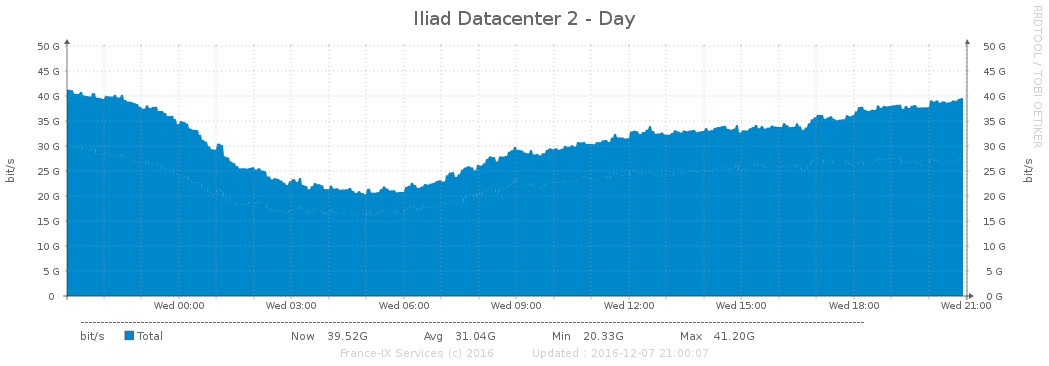 Iliad Datacenter 2 - Day
RRDTOOL / TOBI OETIKER
bit/s
50 G
45 G
40 G
35 G
30 G
25 G
20 G
15 G
10 G
5 G
0
50 G
45 G
40 G
35 G
30 G
25 G
20 G
15 G
10 G
5 G
0 G
bit/s
Wed 00:00 Wed 03:00 Wed 06:00 Wed 09:00 Wed 12:00 Wed 15:00 Wed 18:00 Wed 21:00
bit/s Total Now 39.52G Avg 31.04G Min 20.33G Max 41.20G
France-IX Services (c) 2016 Updated : 2016-12-07 21:00:07